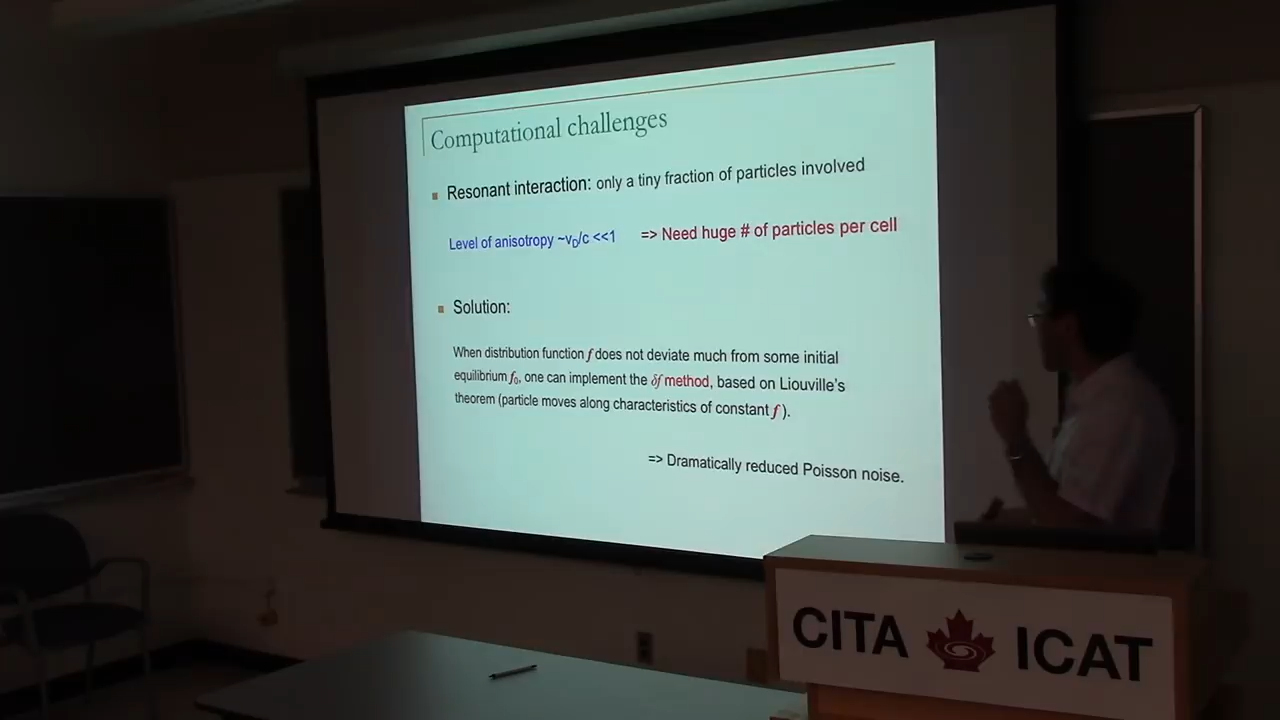 Computational challenges
Resonant interaction: only a tiny fraction of particles involved
Level of anisotropy ~vD/c <<1 => Need huge # of particles per cell
Solution:
When distribution function f does not deviate much from some initial
equilibrium f0, one can implement the δf method, based on Liouville's
theorem (particle moves along characteristics of constant f ).
=> Dramatically reduced Poisson noise.
CITA ICAT